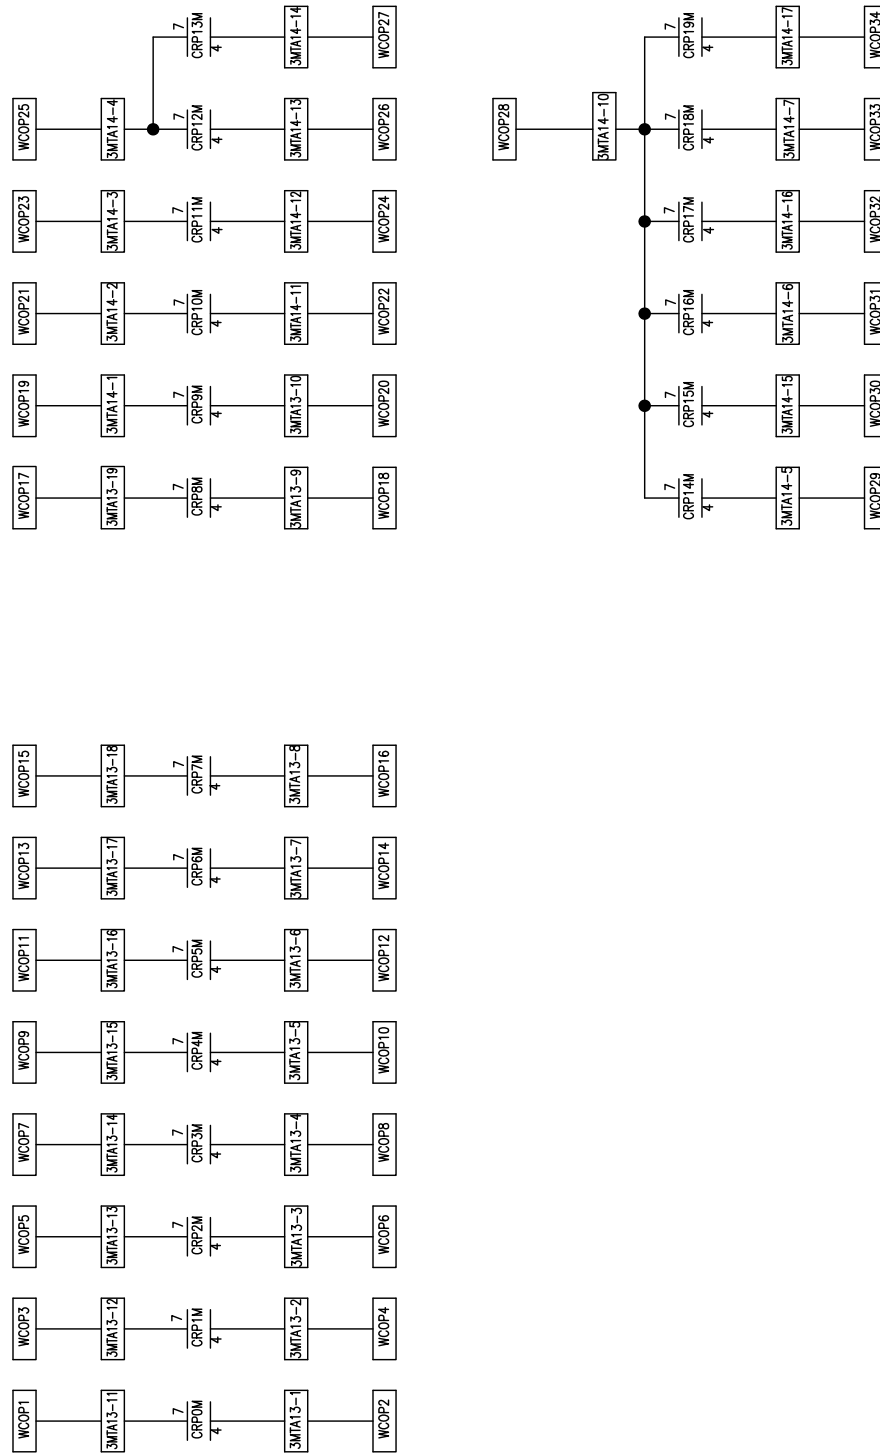 WCOP1
3MTA13-11
7
CRP0M
4
3MTA13-1
WCOP2
WCOP3
3MTA13-12
7
CRP1M
4
3MTA13-2
WCOP4
WCOP5
3MTA13-13
7
CRP2M
4
3MTA13-3
WCOP6
WCOP7
3MTA13-14
7
CRP3M
4
3MTA13-4
WCOP8
WCOP9
3MTA13-15
7
CRP4M
4
3MTA13-5
WCOP10
WCOP11
3MTA13-16
7
CRP5M
4
3MTA13-6
WCOP12
WCOP13
3MTA13-17
7
CRP6M
4
3MTA13-7
WCOP14
WCOP15
3MTA13-18
7
CRP7M
4
3MTA13-8
WCOP16
WCOP17
3MTA13-19
7
CRP8M
4
3MTA13-9
WCOP18
WCOP19
3MTA14-1
7
CRP9M
4
3MTA13-10
WCOP20
WCOP21
3MTA14-2
7
CRP10M
4
3MTA14-11
WCOP22
WCOP23
3MTA14-3
7
CRP11M
4
3MTA14-12
WCOP24
WCOP25
3MTA14-4
7
CRP12M
4
3MTA14-13
WCOP26
7
CRP13M
4
3MTA14-14
WCOP27
WCOP28
3MTA14-10
7
CRP14M
4
3MTA14-5
WCOP29
7
CRP15M
4
3MTA14-15
WCOP30
7
CRP16M
4
3MTA14-6
WCOP31
7
CRP17M
4
3MTA14-16
WCOP32
7
CRP18M
4
3MTA14-7
WCOP33
7
CRP19M
4
3MTA14-17
WCOP34